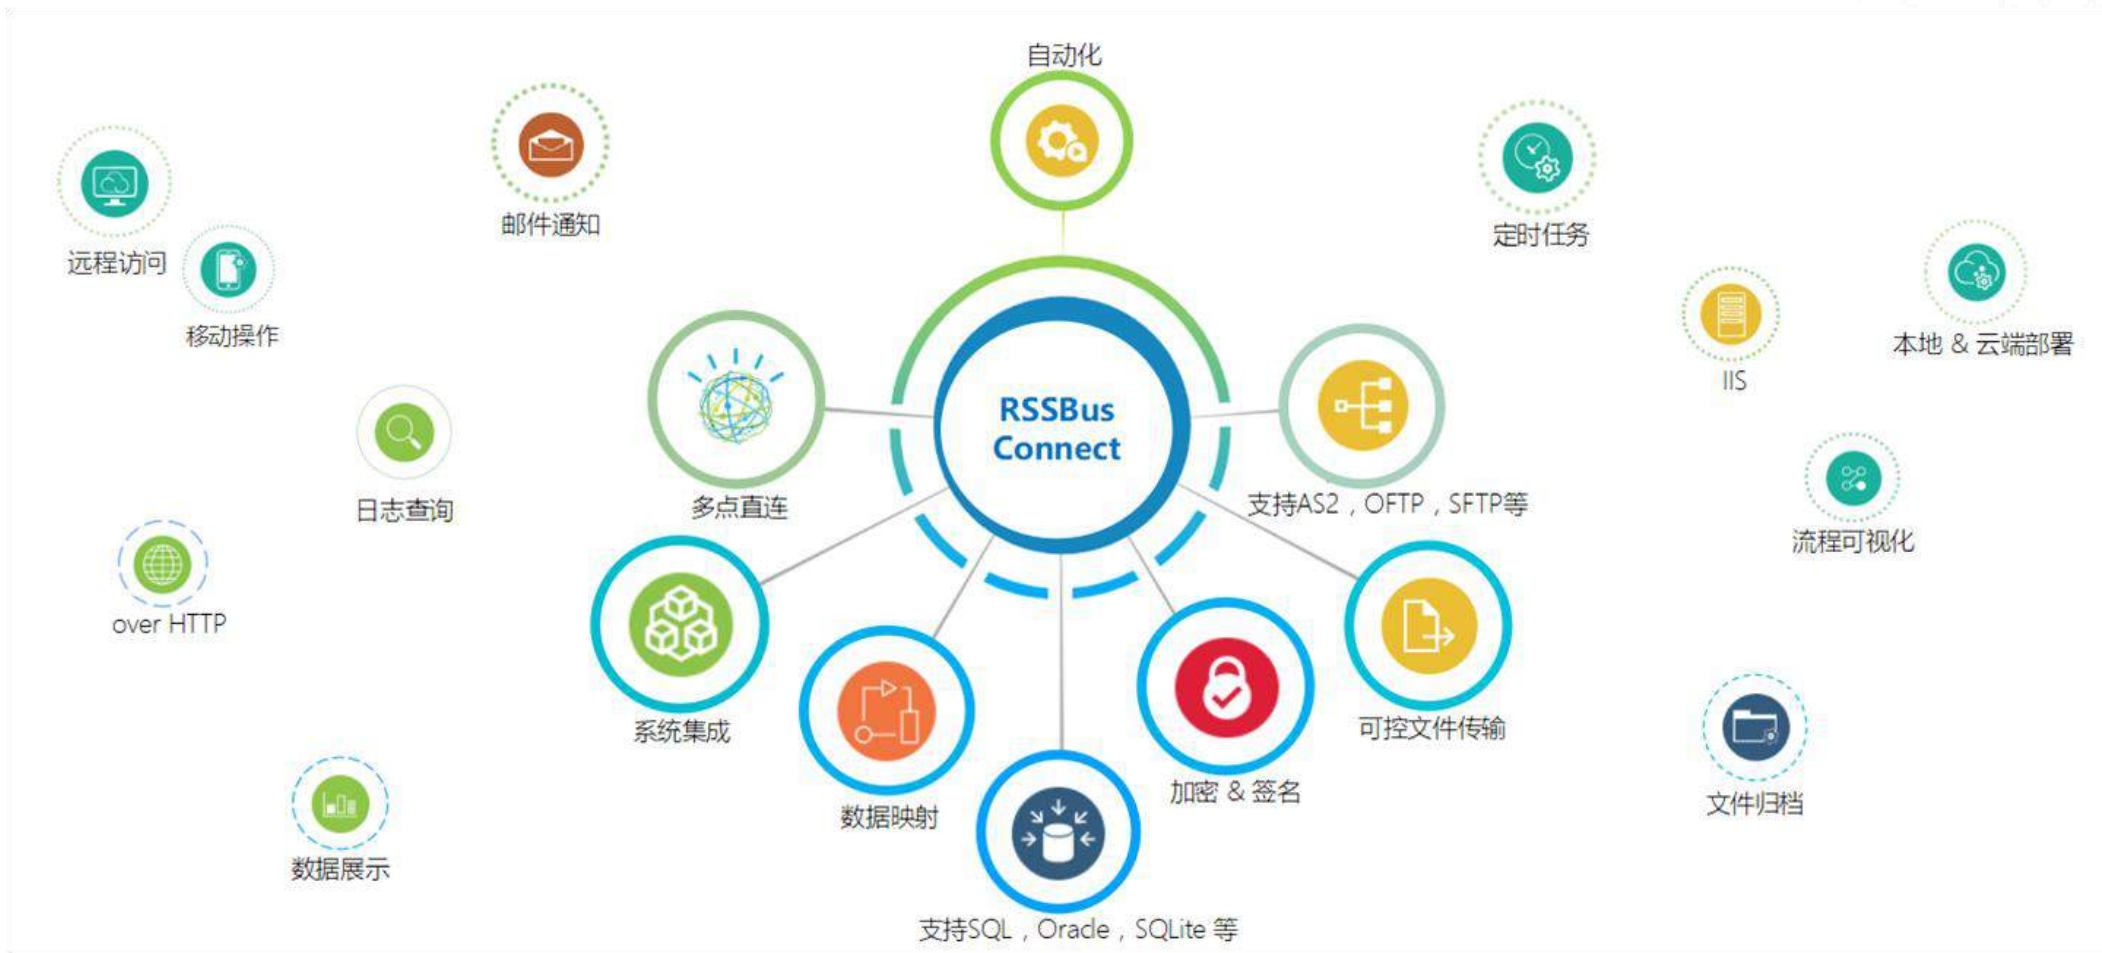 自动化
邮件通知
定时任务
远程访问
移动操作
本地 & 云端部署
IIS
RSSBus
Connect
日志查询
多点直连
支持AS2，OFTP，SFTP等
流程可视化
over HTTP
系统集成
可控文件传输
加密 & 签名
数据映射
文件归档
数据展示
支持SQL，Oracle，SQLite 等